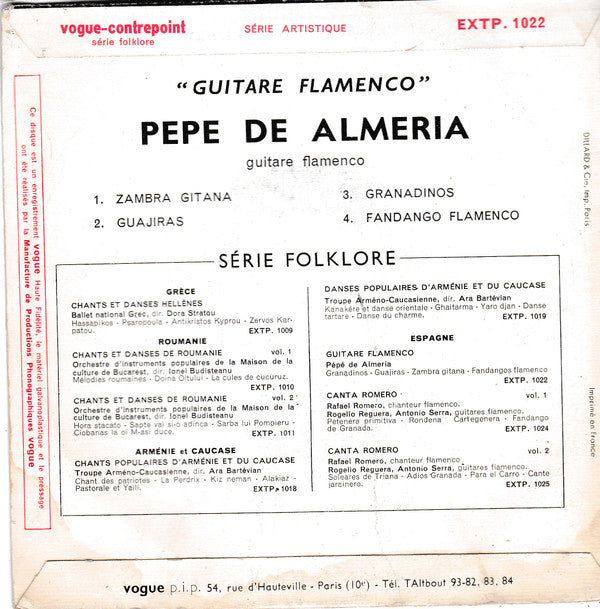 vogue-contrepoint
série folklore
SÉRIE ARTISTIQUE
EXTP. 1022
"GUITARE FLAMENCO"
PEPE DE ALMERIA
guitare flamenco
1. ZAMBRA GITANA
2. GUAJIRAS
3. GRANADINOS
4. FANDANGO FLAMENCO
SÉRIE FOLKLORE
GRÈCE
CHANTS ET DANSES HELLÈNES
Ballet national Grec, dir. Dora Stratou
Hassapikos - Psaropoula - Antikristos Kyprou - Zervos Kar-
patou. EXTP. 1009
ROUMANIE
CHANTS ET DANSES DE ROUMANIE vol. 1
Orchestre d'instruments populaires de la Maison de la
culture de Bucarest, dir. Ionel Budisteanu
Mélodies roumaines - Doina Oltului - La cules de cucuruz.
EXTP. 1010
CHANTS ET DANSES DE ROUMANIE vol. 2
Orchestre d'instruments populaires de la Maison de la
culture de Bucarest, dir. Ionel Budisteanu
Hora stacato - Sapte vai si-o adinca - Sarba lui Pompieru -
Ciobanas la oi M-asi duce. EXTP. 1011
ARMÉNIE et CAUCASE
CHANTS POPULAIRES D'ARMÉNIE ET DU CAUCASE
Troupe Arméno-Caucasienne, dir. Ara Bartévian
Chant des patriotes - La Perdrix - Kiz neman - Alakiaz -
Pastorale et Yaili. EXTP. 1018
DANSES POPULAIRES D'ARMÉNIE ET DU CAUCASE
Troupe Arméno-Caucasienne, dir. Ara Bartévian
Kanakére et danse orientale - Ghaitarma - Yaro djan - Danse
tartare - Danse du charme. EXTP. 1019
ESPAGNE
GUITARE FLAMENCO
Pépé de Almeria
Granadinos - Guajiras - Zambra gitana - Fandangos flamenco
EXTP. 1022
CANTA ROMERO vol. 1
Rafael Romero, chanteur flamenco.
Rogelio Reguera, Antonio Serra, guitares flamenco.
Petenera primitiva - Rondena Cartegenera - Fandango
de Granada. EXTP. 1024
CANTA ROMERO vol. 2
Rafael Romero, chanteur flamenco.
Rogelio Reguera, Antonio Serra, guitares flamenco.
Soleares de Triana - Adios Granada - Para el Carro - Cante
jarainero. EXTP. 1025
Ce disque est un enregistrement vogue Haute Fidélité, le matériel galvanoplastique et le pressage
ont été réalisés par la Manufacture de Productions Phonographiques vogue
DILLARD & Cie, Imp. Paris
Imprimé en France
vogue p.i.p. 54, rue d'Hauteville - Paris (10e) - Tél. TAItbout 93-82, 83, 84